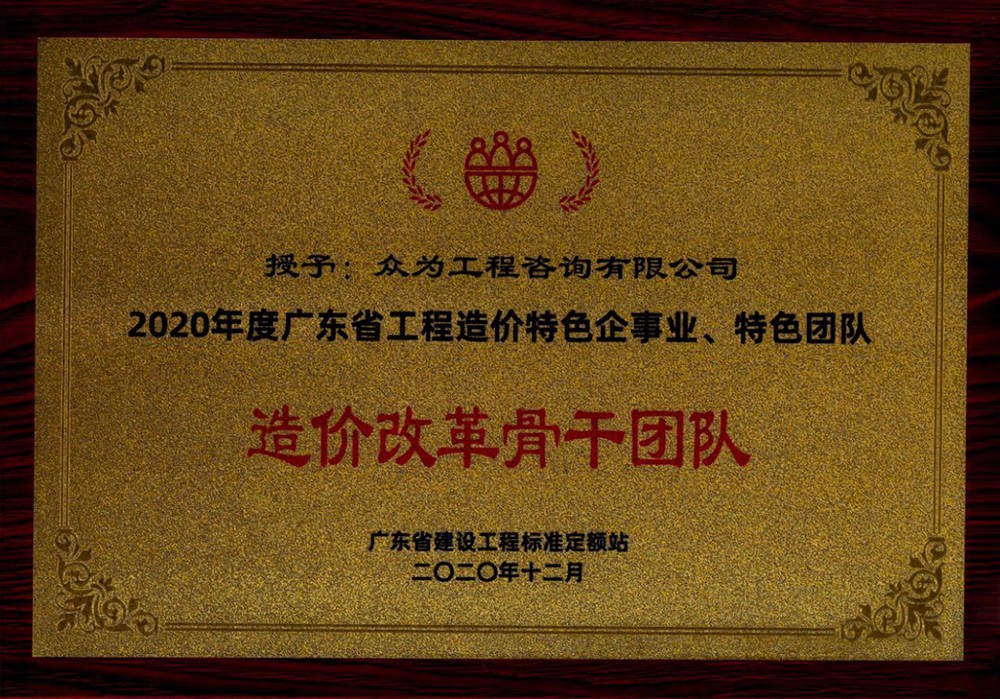 授予：众为工程咨询有限公司
2020年度广东省工程造价特色企事业、特色团队
造价改革骨干团队
广东省建设工程标准定额站
二〇二〇年十二月